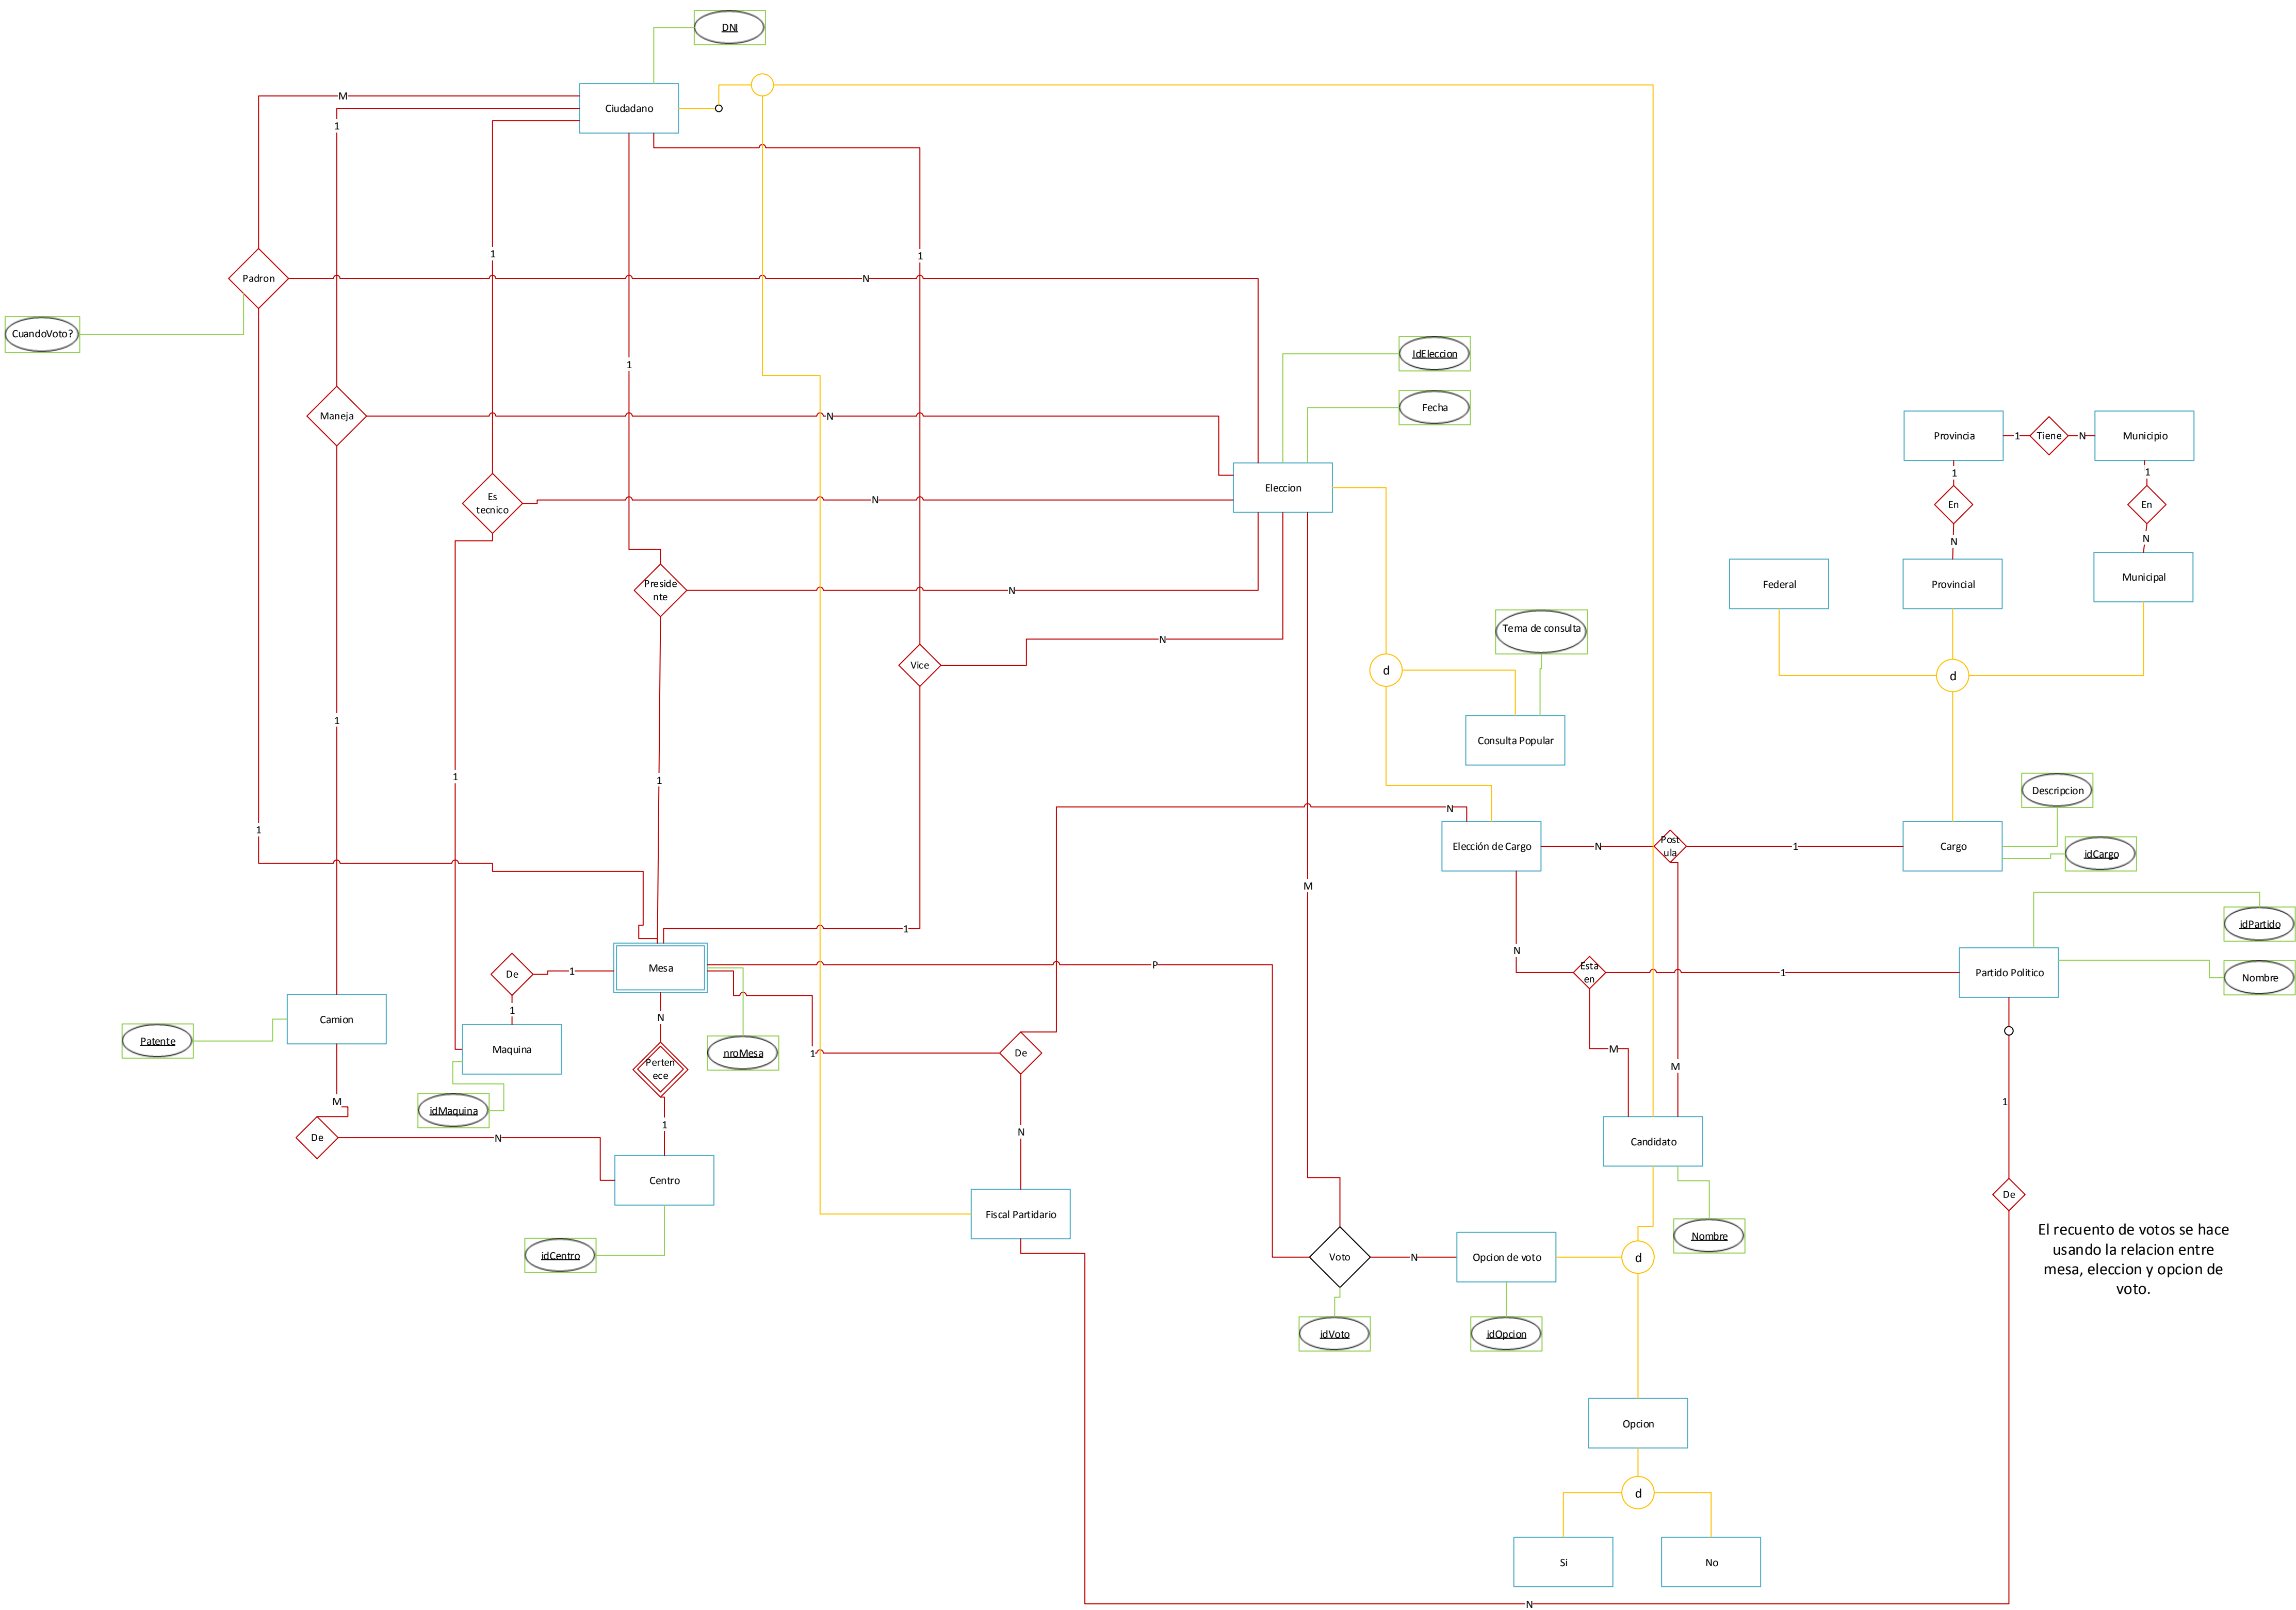 DNI
M
Ciudadano
1
1
1
1
Padron
N
CuandoVoto?
IdEleccion
1
Fecha
Maneja
N
Provincia
1
Tiene
N
Municipio
1
1
Eleccion
Es
tecnico
N
En
En
N
N
Federal
Provincial
Municipal
Preside
nte
N
Tema de consulta
N
Vice
d
d
1
Consulta Popular
1
1
Descripcion
N
1
Elección de Cargo
N
Post
ula
1
Cargo
idCargo
M
idPartido
1
N
Mesa
P
De
1
Esta
en
1
Partido Politico
Nombre
N
1
N
Camion
Patente
Maquina
nroMesa
1
De
M
Perten
ece
M
M
1
idMaquina
1
N
De
N
Candidato
Centro
De
Fiscal Partidario
Nombre
El recuento de votos se hace
usando la relacion entre
mesa, eleccion y opcion de
voto.
idCentro
Voto
N
Opcion de voto
d
idVoto
idOpcion
Opcion
d
Si
No
N